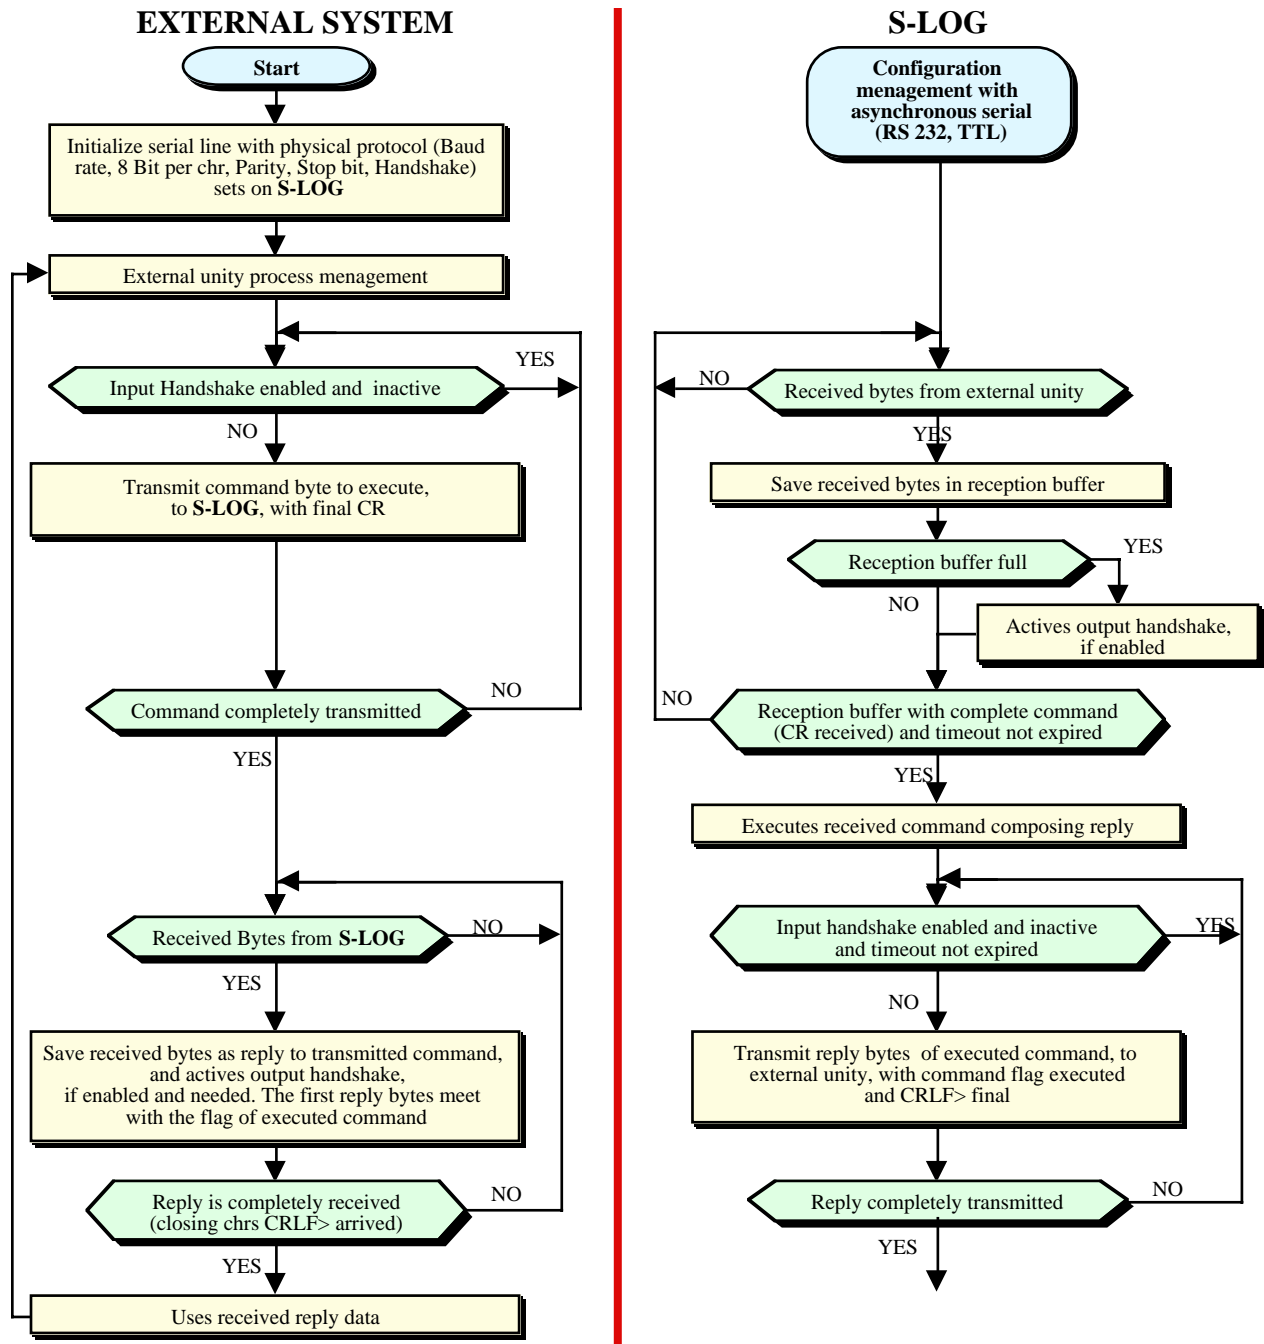 EXTERNAL SYSTEM
Start
Initialize serial line with physical protocol (Baud
rate, 8 Bit per chr, Parity, Stop bit, Handshake)
sets on S-LOG
External unity process menagement
YES
Input Handshake enabled and inactive
NO
Transmit command byte to execute,
to S-LOG, with final CR
NO
Command completely transmitted
YES
NO
Received Bytes from S-LOG
YES
Save received bytes as reply to transmitted command,
and actives output handshake,
if enabled and needed. The first reply bytes meet
with the flag of executed command
Reply is completely received
NO
(closing chrs CRLF> arrived)
YES
Uses received reply data
S-LOG
Configuration
menagement with
asynchronous serial
(RS 232, TTL)
NO
Received bytes from external unity
YES
Save received bytes in reception buffer
YES
Reception buffer full
NO
Actives output handshake,
if enabled
NO
Reception buffer with complete command
(CR received) and timeout not expired
YES
Executes received command composing reply
Input handshake enabled and inactive
YES
and timeout not expired
NO
Transmit reply bytes of executed command, to
external unity, with command flag executed
and CRLF> final
NO
Reply completely transmitted
YES